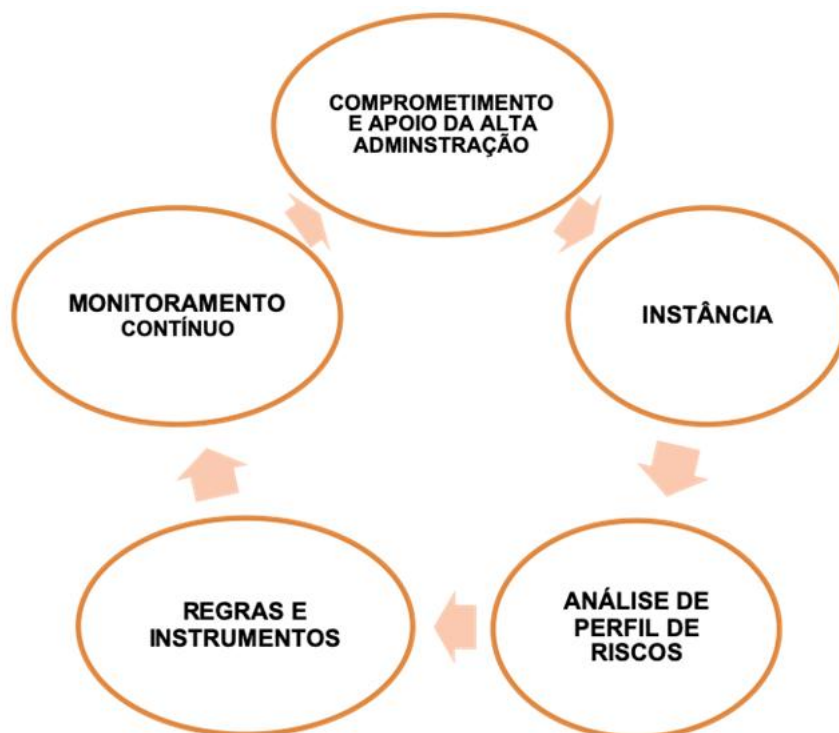 COMPROMETIMENTO
E APOIO DA ALTA
ADMINSTRAÇÃO
INSTÂNCIA
ANÁLISE DE
PERFIL DE
RISCOS
REGRAS E
INSTRUMENTOS
MONITORAMENTO
CONTÍNUO